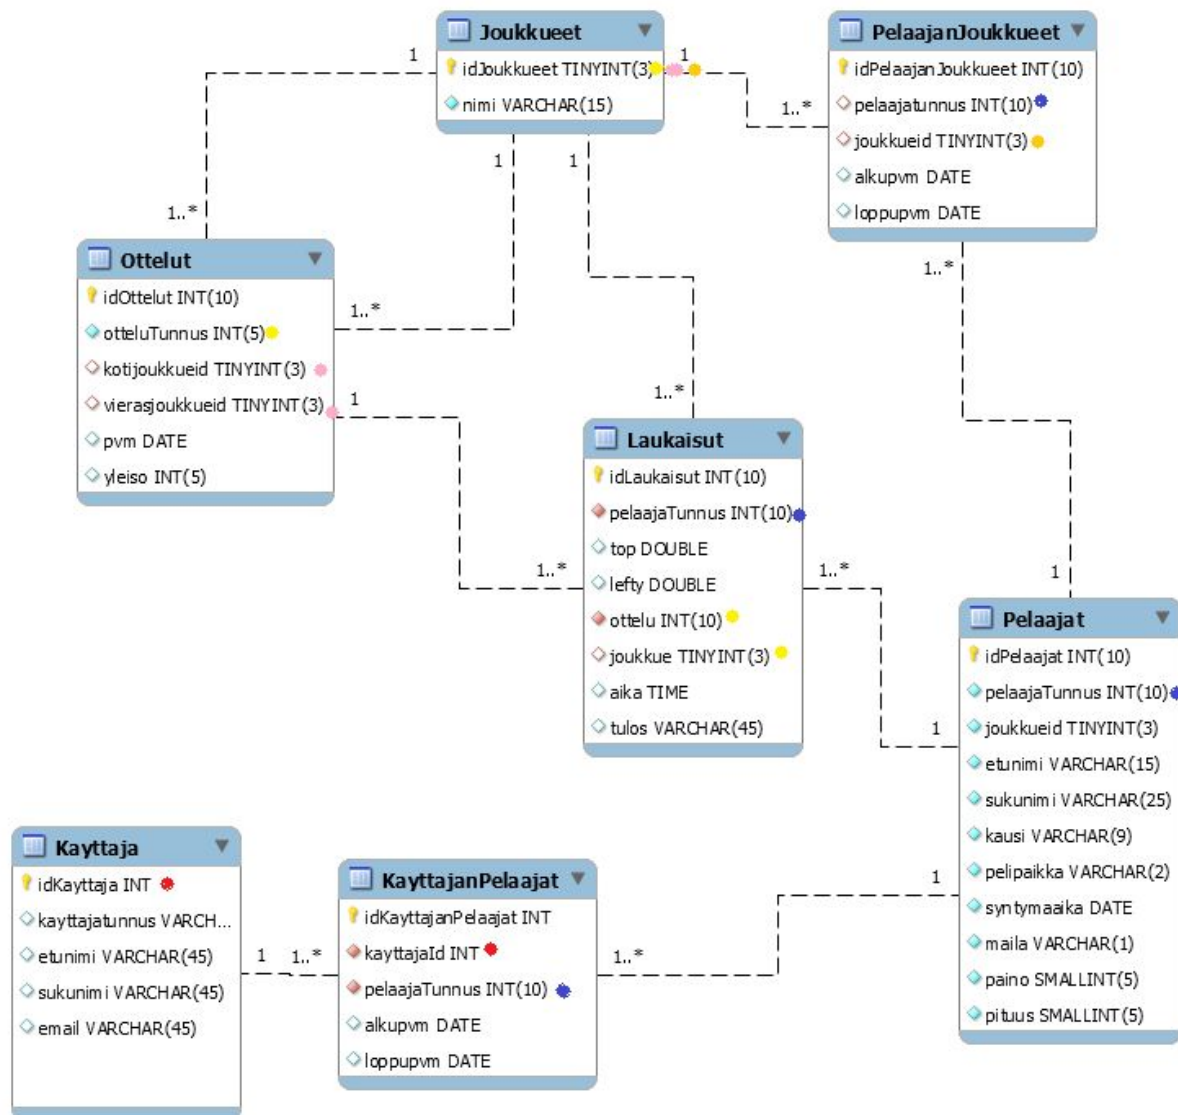 Joukkueet
idJoukkueet TINYINT(3)
nimi VARCHAR(15)
PelaajanJoukkueet
idPelaajanJoukkueet INT(10)
pelaajatunnus INT(10)
joukkueid TINYINT(3)
alkupvm DATE
loppupvm DATE
1
1
1..*
1
1
1..*
Ottelut
idOttelut INT(10)
otteluTunnus INT(5)
kotijoukkueid TINYINT(3)
vierasjoukkueid TINYINT(3)
pvm DATE
yleiso INT(5)
1..*
1
1..*
1..*
Laukaisut
idLaukaisut INT(10)
pelaajaTunnus INT(10)
top DOUBLE
lefty DOUBLE
ottelu INT(10)
joukkue TINYINT(3)
aika TIME
tulos VARCHAR(45)
1..*
1..*
1
1
Pelaajat
idPelaajat INT(10)
pelaajaTunnus INT(10)
joukkueid TINYINT(3)
etunimi VARCHAR(15)
sukunimi VARCHAR(25)
kausi VARCHAR(9)
pelipaikka VARCHAR(2)
syntymaaika DATE
maila VARCHAR(1)
paino SMALLINT(5)
pituus SMALLINT(5)
1
Kayttaja
idKayttaja INT
kayttajatunnus VARCH...
etunimi VARCHAR(45)
sukunimi VARCHAR(45)
email VARCHAR(45)
1
1..*
KayttajanPelaajat
idKayttajanPelaajat INT
kayttajaId INT
pelaajaTunnus INT(10)
alkupvm DATE
loppupvm DATE
1..*